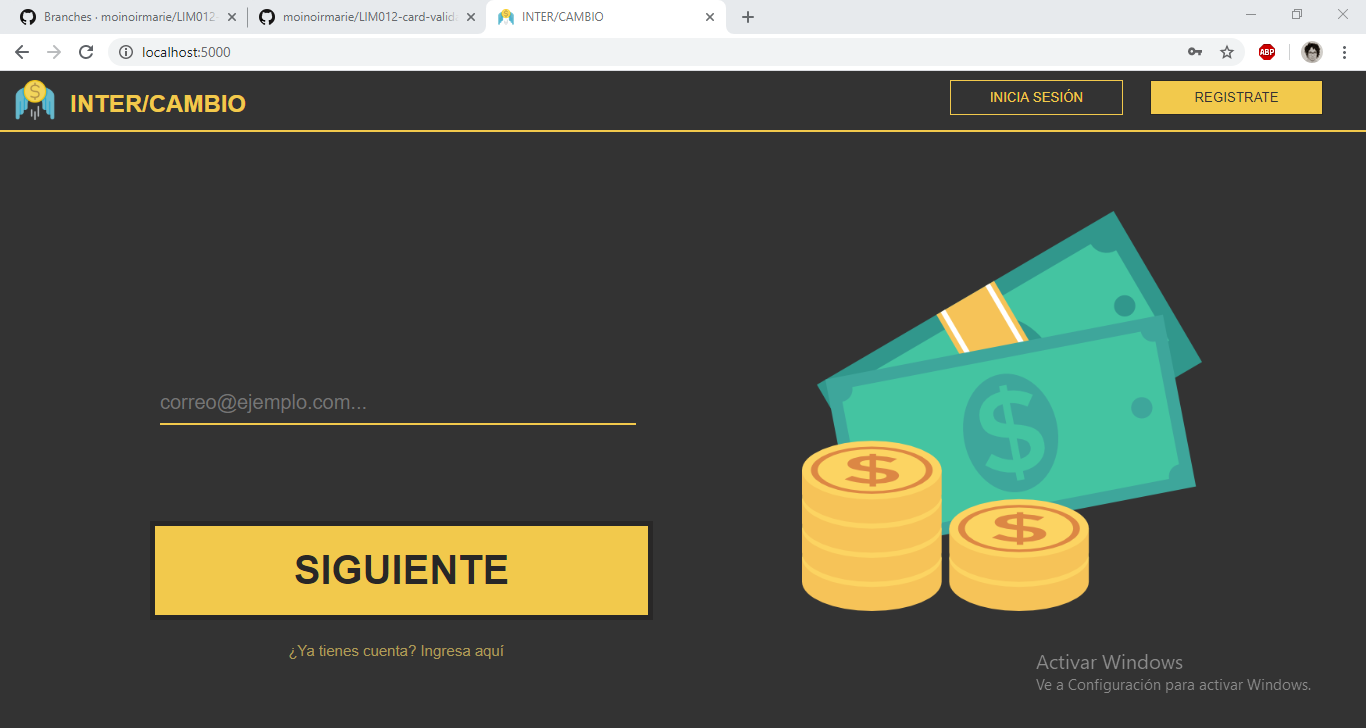 Branches · moinoirmarie/LIM012-
moinoirmarie/LIM012-card-valida
INTER/CAMBIO
localhost:5000
ABP
INTER/CAMBIO
INICIA SESIÓN
REGISTRATE
correo@ejemplo.com...
SIGUIENTE
¿Ya tienes cuenta? Ingresa aquí
$
$
$
$
Activar Windows
Ve a Configuración para activar Windows.